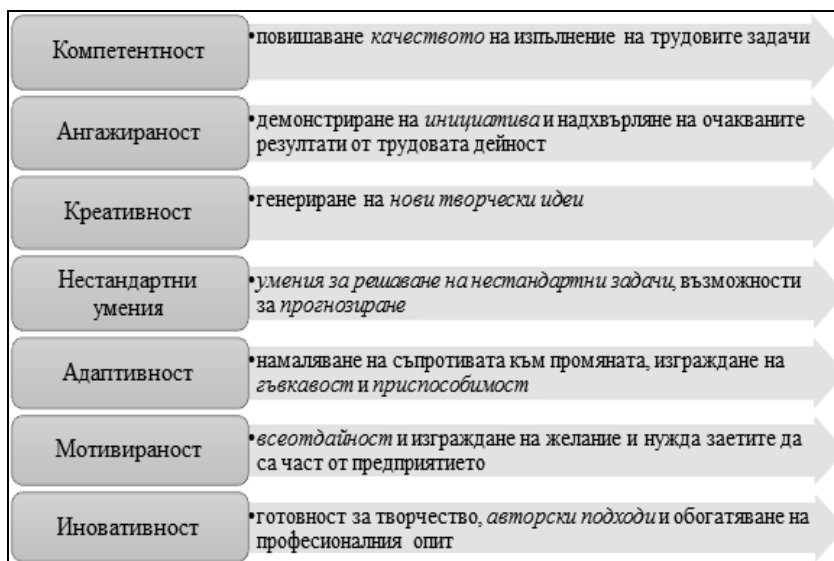 Компетентност
•повишаване качеството на изпълнение на трудовите задачи
Ангажираност
•демонстриране на инициатива и надхвърляне на очакваните
резултати от трудовата дейност
Креативност
•генериране на нови творчески идеи
Нестандартни
умения
•умения за решаване на нестандартни задачи, възможности
за прогнозиране
Адаптивност
•намаляване на съпротивата към промяната, изграждане на
гъвкавост и приспособимост
Мотивираност
•всеотдайност и изграждане на желание и нужда заетите да
са част от предприятието
Иновативност
•готовност за творчество, авторски подходи и обогатяване на
професионалния опит